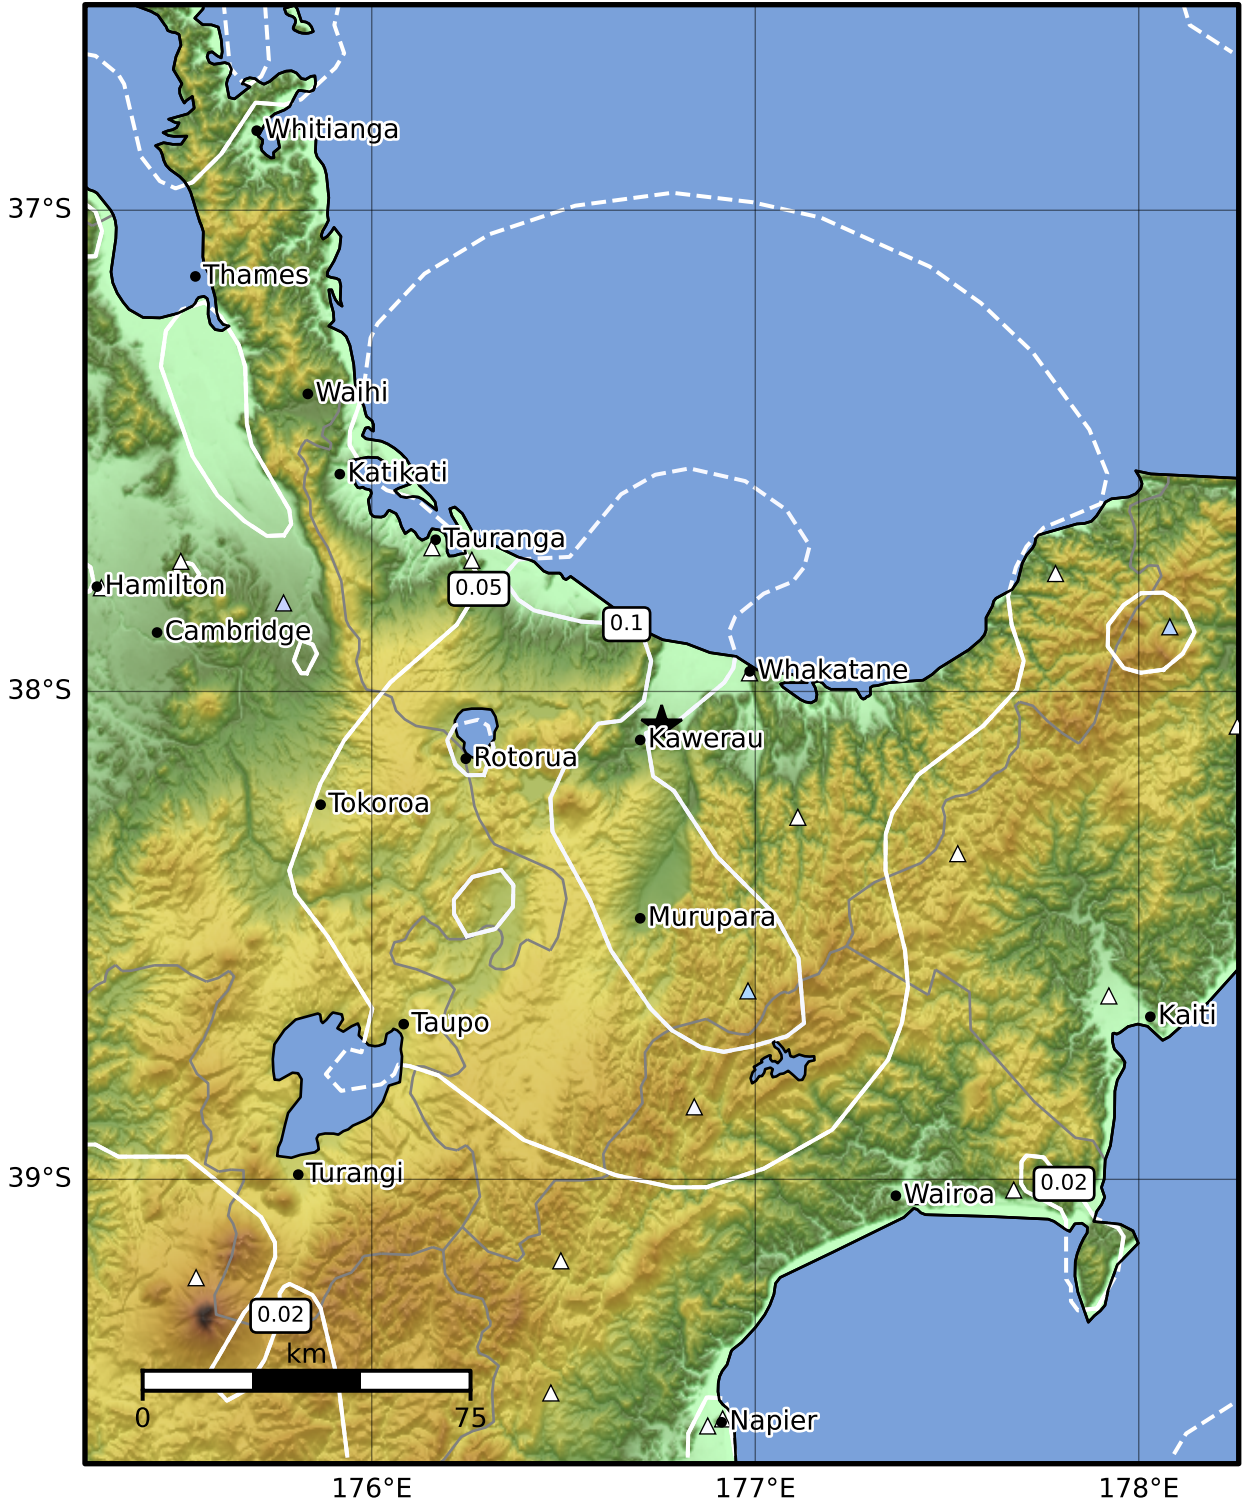 Whitianga
37°S
Thames
Waihi
Katikati
Tauranga
Hamilton
0.05
0.1
Cambridge
Whakatane
38°S
Kawerau
Rotorua
Tokoroa
Murupara
Kaiti
Taupo
Turangi
39°S
0.02
Wairoa
0.02
km
0
75
Napier
176°E
177°E
178°E